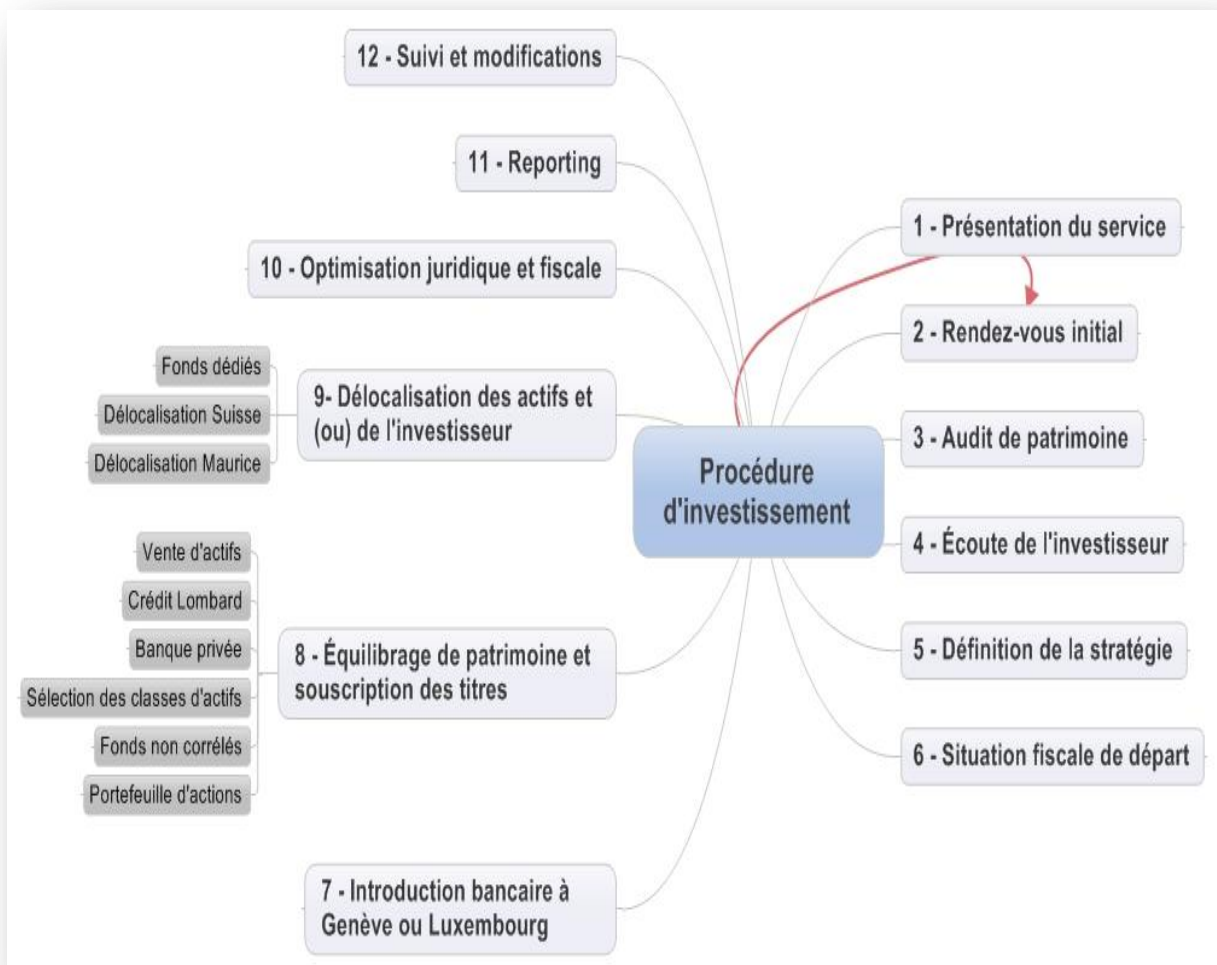 12 - Suivi et modifications
11 - Reporting
10 - Optimisation juridique et fiscale
9- Délocalisation des actifs et
(ou) de l'investisseur
Fonds dédiés
Délocalisation Suisse
Délocalisation Maurice
8 - Équilibrage de patrimoine et
souscription des titres
Vente d'actifs
Crédit Lombard
Banque privée
Sélection des classes d'actifs
Fonds non corrélés
Portefeuille d'actions
7 - Introduction bancaire à
Genève ou Luxembourg
Procédure
d'investissement
1 - Présentation du service
2 - Rendez-vous initial
3 - Audit de patrimoine
4 - Écoute de l'investisseur
5 - Définition de la stratégie
6 - Situation fiscale de départ